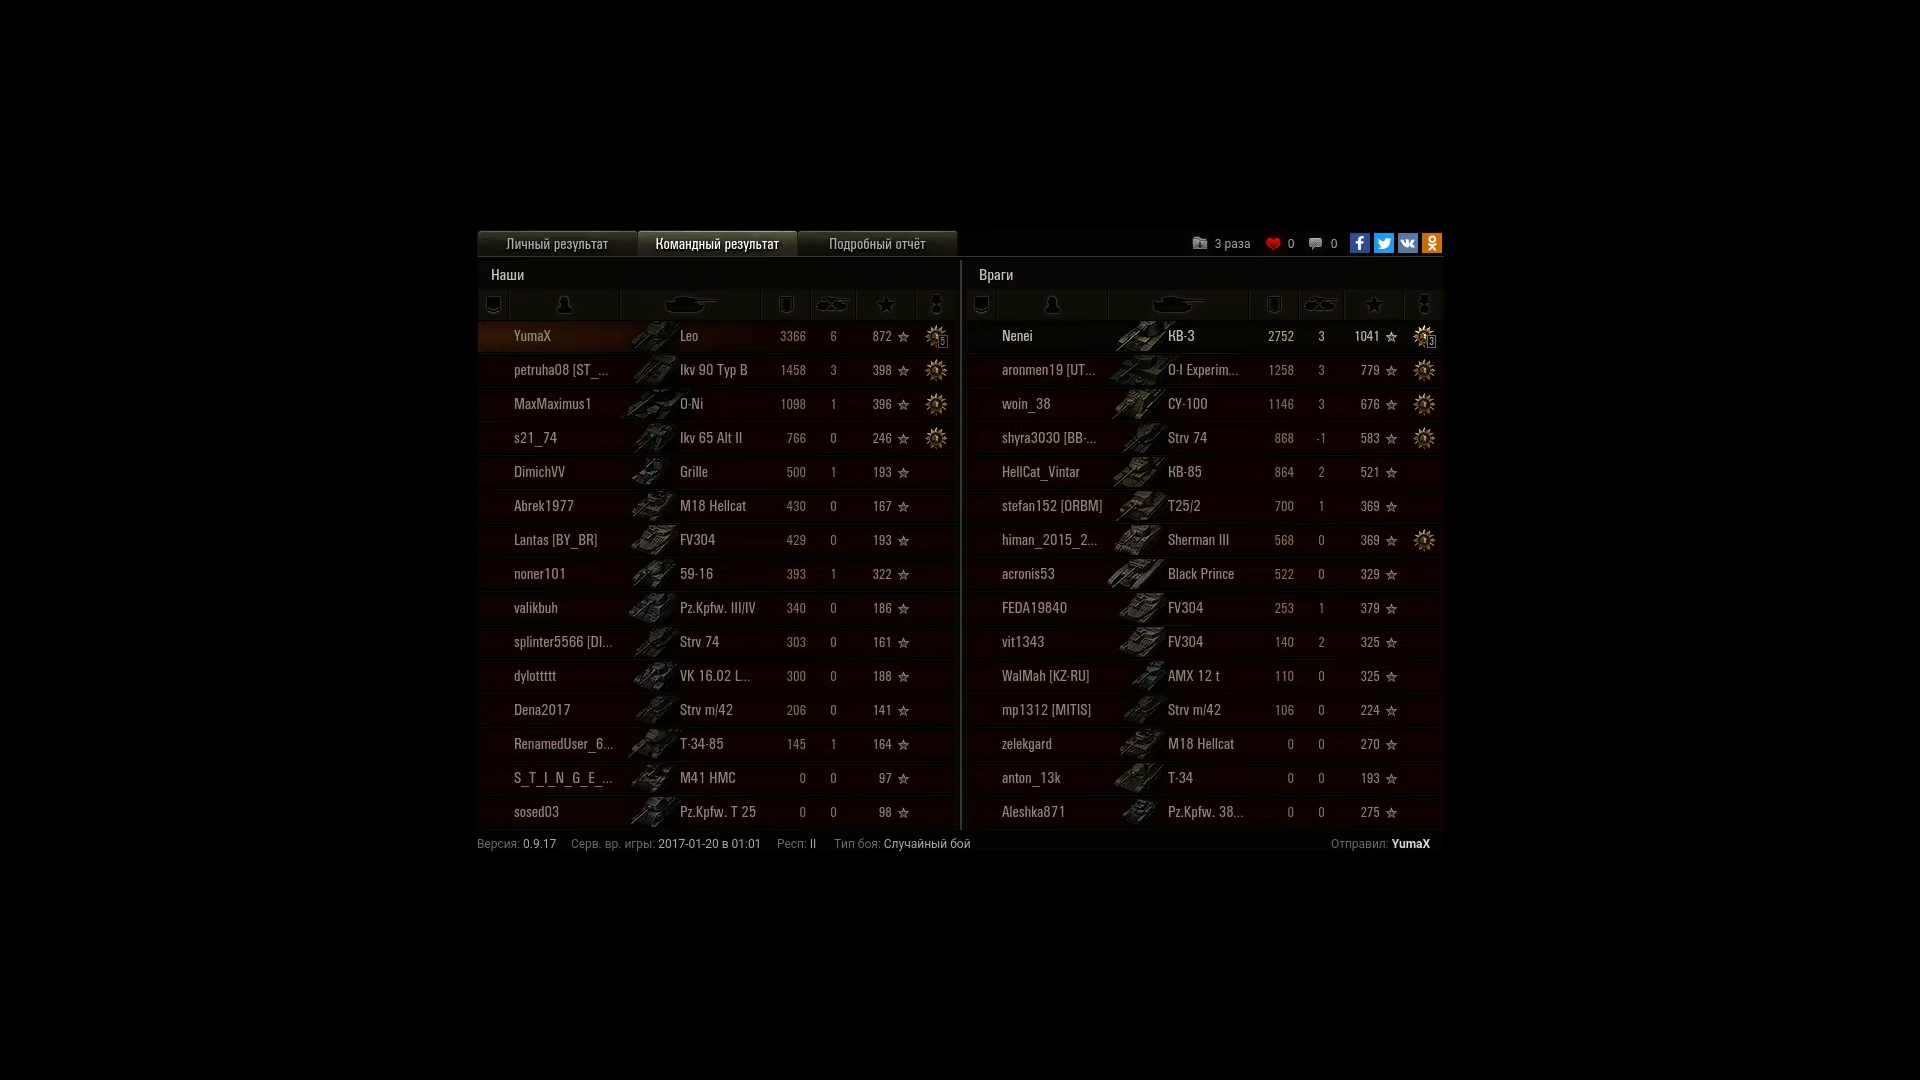 Личный результат Командный результат Подробный отчёт 3 раза 0 0
Наши Враги
YumaX Leo 3366 6 872 5 Nenei КВ-3 2752 3 1041 3
petruha08 [ST_... Ikv 90 Typ B 1458 3 398 aronmen19 [UT... O-I Experim... 1258 3 779
MaxMaximus1 O-Ni 1098 1 396 woin_38 СУ-100 1146 3 676
s21_74 Ikv 65 Alt II 766 0 246 shyra3030 [BB-... Strv 74 868 -1 583
DimichVV Grille 500 1 193 HellCat_Vintar КВ-85 864 2 521
Abrek1977 M18 Hellcat 430 0 167 stefan152 [ORBM] T25/2 700 1 369
Lantas [BY_BR] FV304 429 0 193 himan_2015_2... Sherman III 568 0 369
noner101 59-16 393 1 322 acronis53 Black Prince 522 0 329
valikbuh Pz.Kpfw. III/IV 340 0 186 FEDA19840 FV304 253 1 379
splinter5566 [DI... Strv 74 303 0 161 vit1343 FV304 140 2 325
dylottttt VK 16.02 L... 300 0 188 WalMah [KZ-RU] AMX 12 t 110 0 325
Dena2017 Strv m/42 206 0 141 mp1312 [MITIS] Strv m/42 106 0 224
RenamedUser_6... Т-34-85 145 1 164 zelekgard M18 Hellcat 0 0 270
S_T_I_N_G_E_... M41 HMC 0 0 97 anton_13k Т-34 0 0 193
sosed03 Pz.Kpfw. T 25 0 0 98 Aleshka871 Pz.Kpfw. 38... 0 0 275
Версия: 0.9.17 Серв. вр. игры: 2017-01-20 в 01:01 Респ: II Тип боя: Случайный бой Отправил: YumaX